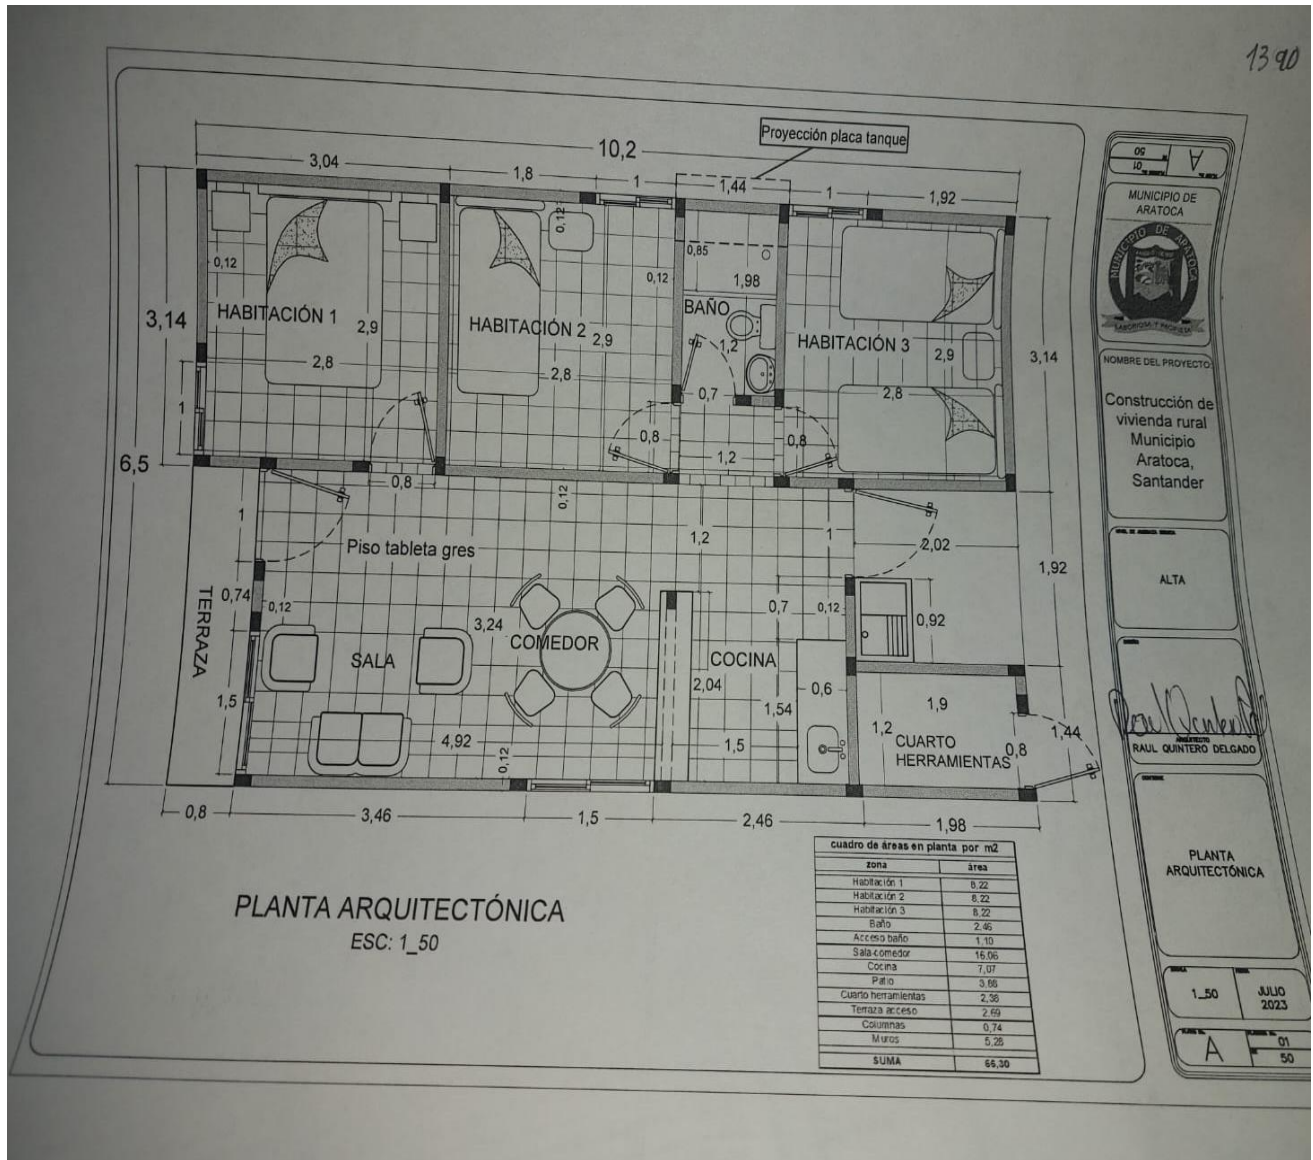 1390
Proyección placa tanque
10,2
3,04
1,8
1
1,44
1
1,92
0,12
0,85
0,12
0,12
1,98
BAÑO
HABITACIÓN 1
HABITACIÓN 2
HABITACIÓN 3
3,14
2,9
2,9
1,2
2,9
3,14
2,8
2,8
2,8
1
0,7
0,8
0,8
1,2
6,5
0,8
0,12
1
1,2
1
2,02
Piso tableta gres
1,92
0,74
0,12
0,7
0,12
0,92
TERRAZA
3,24
COMEDOR
SALA
COCINA
2,04
0,6
1,5
1,54
1,9
4,92
0,12
1,5
1,2
CUARTO
HERRAMIENTAS
0,8
1,44
0,8
3,46
1,5
2,46
1,98
PLANTA ARQUITECTÓNICA
ESC: 1_50
cuadro de áreas en planta por m2
zona área
Habitación 1 8,22
Habitación 2 8,22
Habitación 3 8,22
Baño 2,46
Acceso baño 1,10
Sala-comedor 16,06
Cocina 7,07
Patio 3,88
Cuarto herramientas 2,38
Terraza acceso 2,69
Columnas 0,74
Muros 5,28
SUMA 66,30
50
01
A
MUNICIPIO DE
ARATOCA
MUNICIPIO DE ARATOCA
NOMBRE DEL PROYECTO:
Construcción de
vivienda rural
Municipio
Aratoca,
Santander
ALTA
ARQUITECTO
RAUL QUINTERO DELGADO
PLANTA
ARQUITECTÓNICA
1_50
JULIO
2023
A
01
50